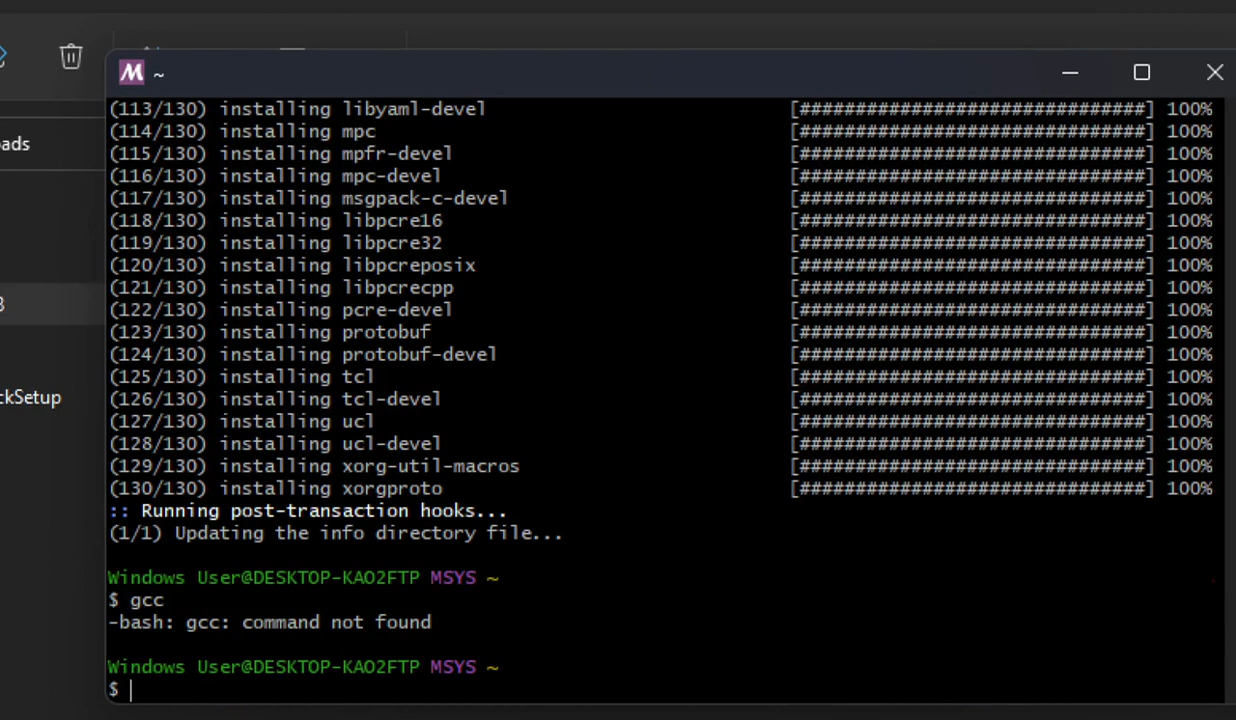 ~
(113/130) installing libyaml-devel [###############################] 100%
(114/130) installing mpc [###############################] 100%
ads
(115/130) installing mpfr-devel [###############################] 100%
(116/130) installing mpc-devel [###############################] 100%
(117/130) installing msgpack-c-devel [###############################] 100%
(118/130) installing libpcre16 [###############################] 100%
(119/130) installing libpcre32 [###############################] 100%
(120/130) installing libpcreposix [###############################] 100%
(121/130) installing libpcrecpp [###############################] 100%
(122/130) installing pcre-devel [###############################] 100%
(123/130) installing protobuf [###############################] 100%
(124/130) installing protobuf-devel [###############################] 100%
(125/130) installing tcl [###############################] 100%
ckSetup
(126/130) installing tcl-devel [###############################] 100%
(127/130) installing ucl [###############################] 100%
(128/130) installing ucl-devel [###############################] 100%
(129/130) installing xorg-util-macros [###############################] 100%
(130/130) installing xorgproto [###############################] 100%
:: Running post-transaction hooks...
(1/1) Updating the info directory file...
Windows User@DESKTOP-KAO2FTP MSYS ~
$ gcc
-bash: gcc: command not found
Windows User@DESKTOP-KAO2FTP MSYS ~
$